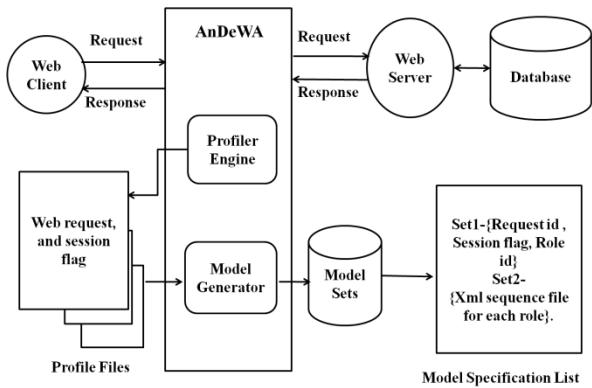 AnDeWA
Request
Request
Web
Client
Web
Server
Database
Response
Response
Profiler
Engine
Web request,
and session
flag
Model
Generator
Model
Sets
Set1-{Request id ,
Session flag, Role
id}
Set2-
{Xml sequence file
for each role}.
Profile Files
Model Specification List